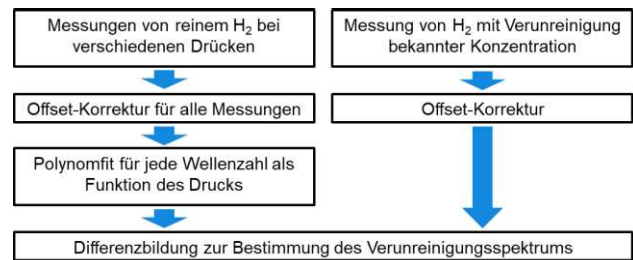 Messungen von reinem H₂ bei
verschiedenen Drücken
Messung von H₂ mit Verunreinigung
bekannter Konzentration
Offset-Korrektur für alle Messungen
Offset-Korrektur
Polynomfit für jede Wellenzahl als
Funktion des Drucks
Differenzbildung zur Bestimmung des Verunreinigungsspektrums